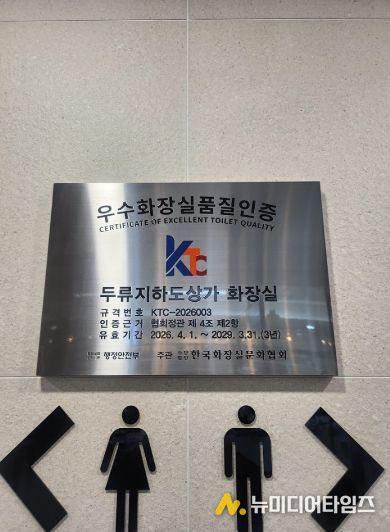 우수화장실품질인증
CERTIFICATE OF EXCELLENT TOILET QUALITY
KTC
두류지하도상가 화장실
규격번호 KTC-2026003
인증근거 협회정관 제 4조 제2항
유효기간 2026. 4. 1. ~ 2029. 3.31.(3년)
행정안전부 주관 한국화장실문화협회
뉴미디어타임즈